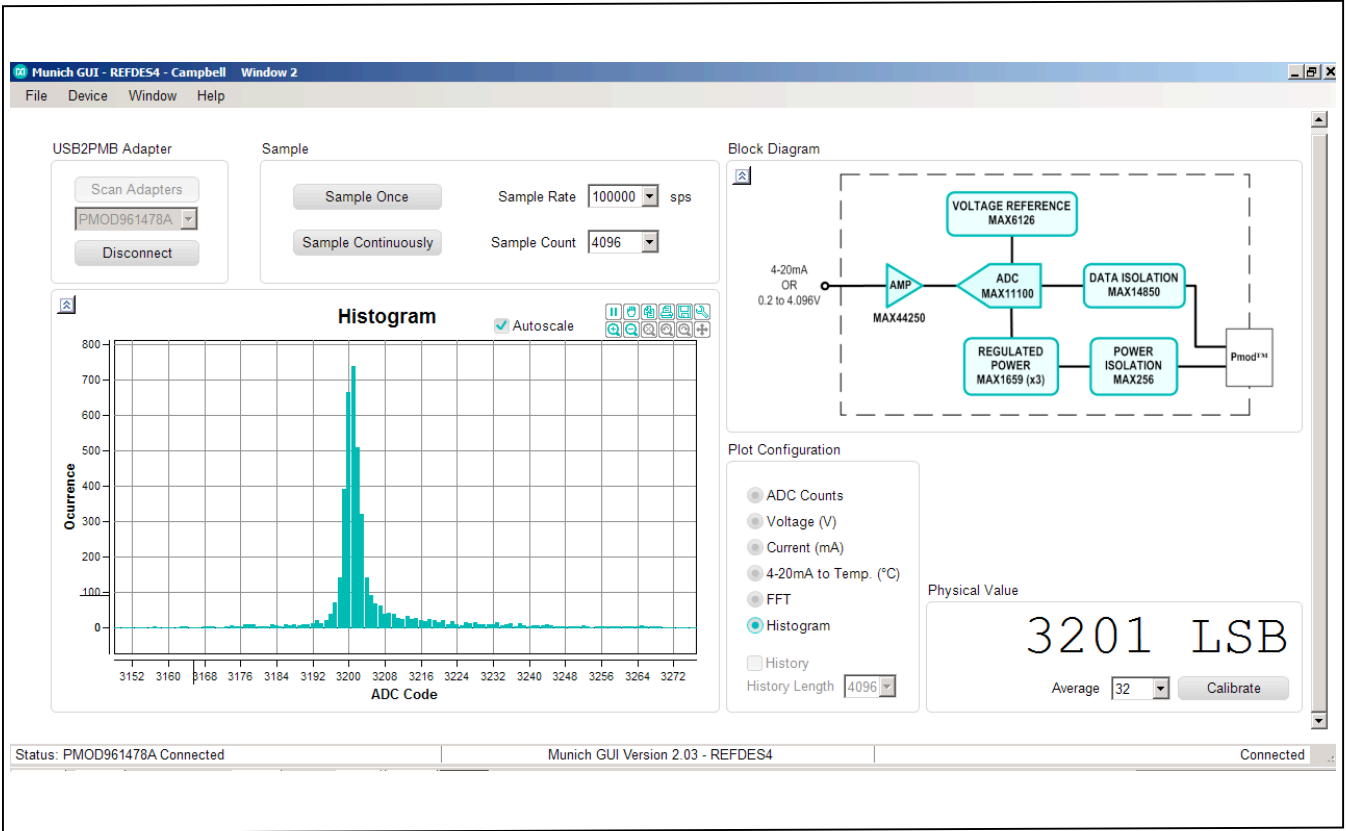 Munich GUI - REFDES4 - Campbell Window 2
File Device Window Help
USB2PMB Adapter
Scan Adapters
PMOD961478A
Disconnect
Sample
Sample Once
Sample Rate 100000 sps
Sample Continuously
Sample Count 4096
Histogram
Autoscale
Ocurrence
800
700
600
500
400
300
200
100
0
3152 3160 3168 3176 3184 3192 3200 3208 3216 3224 3232 3240 3248 3256 3264 3272
ADC Code
Block Diagram
VOLTAGE REFERENCE
MAX6126
4-20mA
OR
0.2 to 4.096V
AMP
MAX44250
ADC
MAX11100
DATA ISOLATION
MAX14850
REGULATED
POWER
MAX1659 (x3)
POWER
ISOLATION
MAX256
Pmod™
Plot Configuration
ADC Counts
Voltage (V)
Current (mA)
4-20mA to Temp. (°C)
FFT
Histogram
History
History Length 4096
Physical Value
3201 LSB
Average 32 Calibrate
Status: PMOD961478A Connected
Munich GUI Version 2.03 - REFDES4
Connected